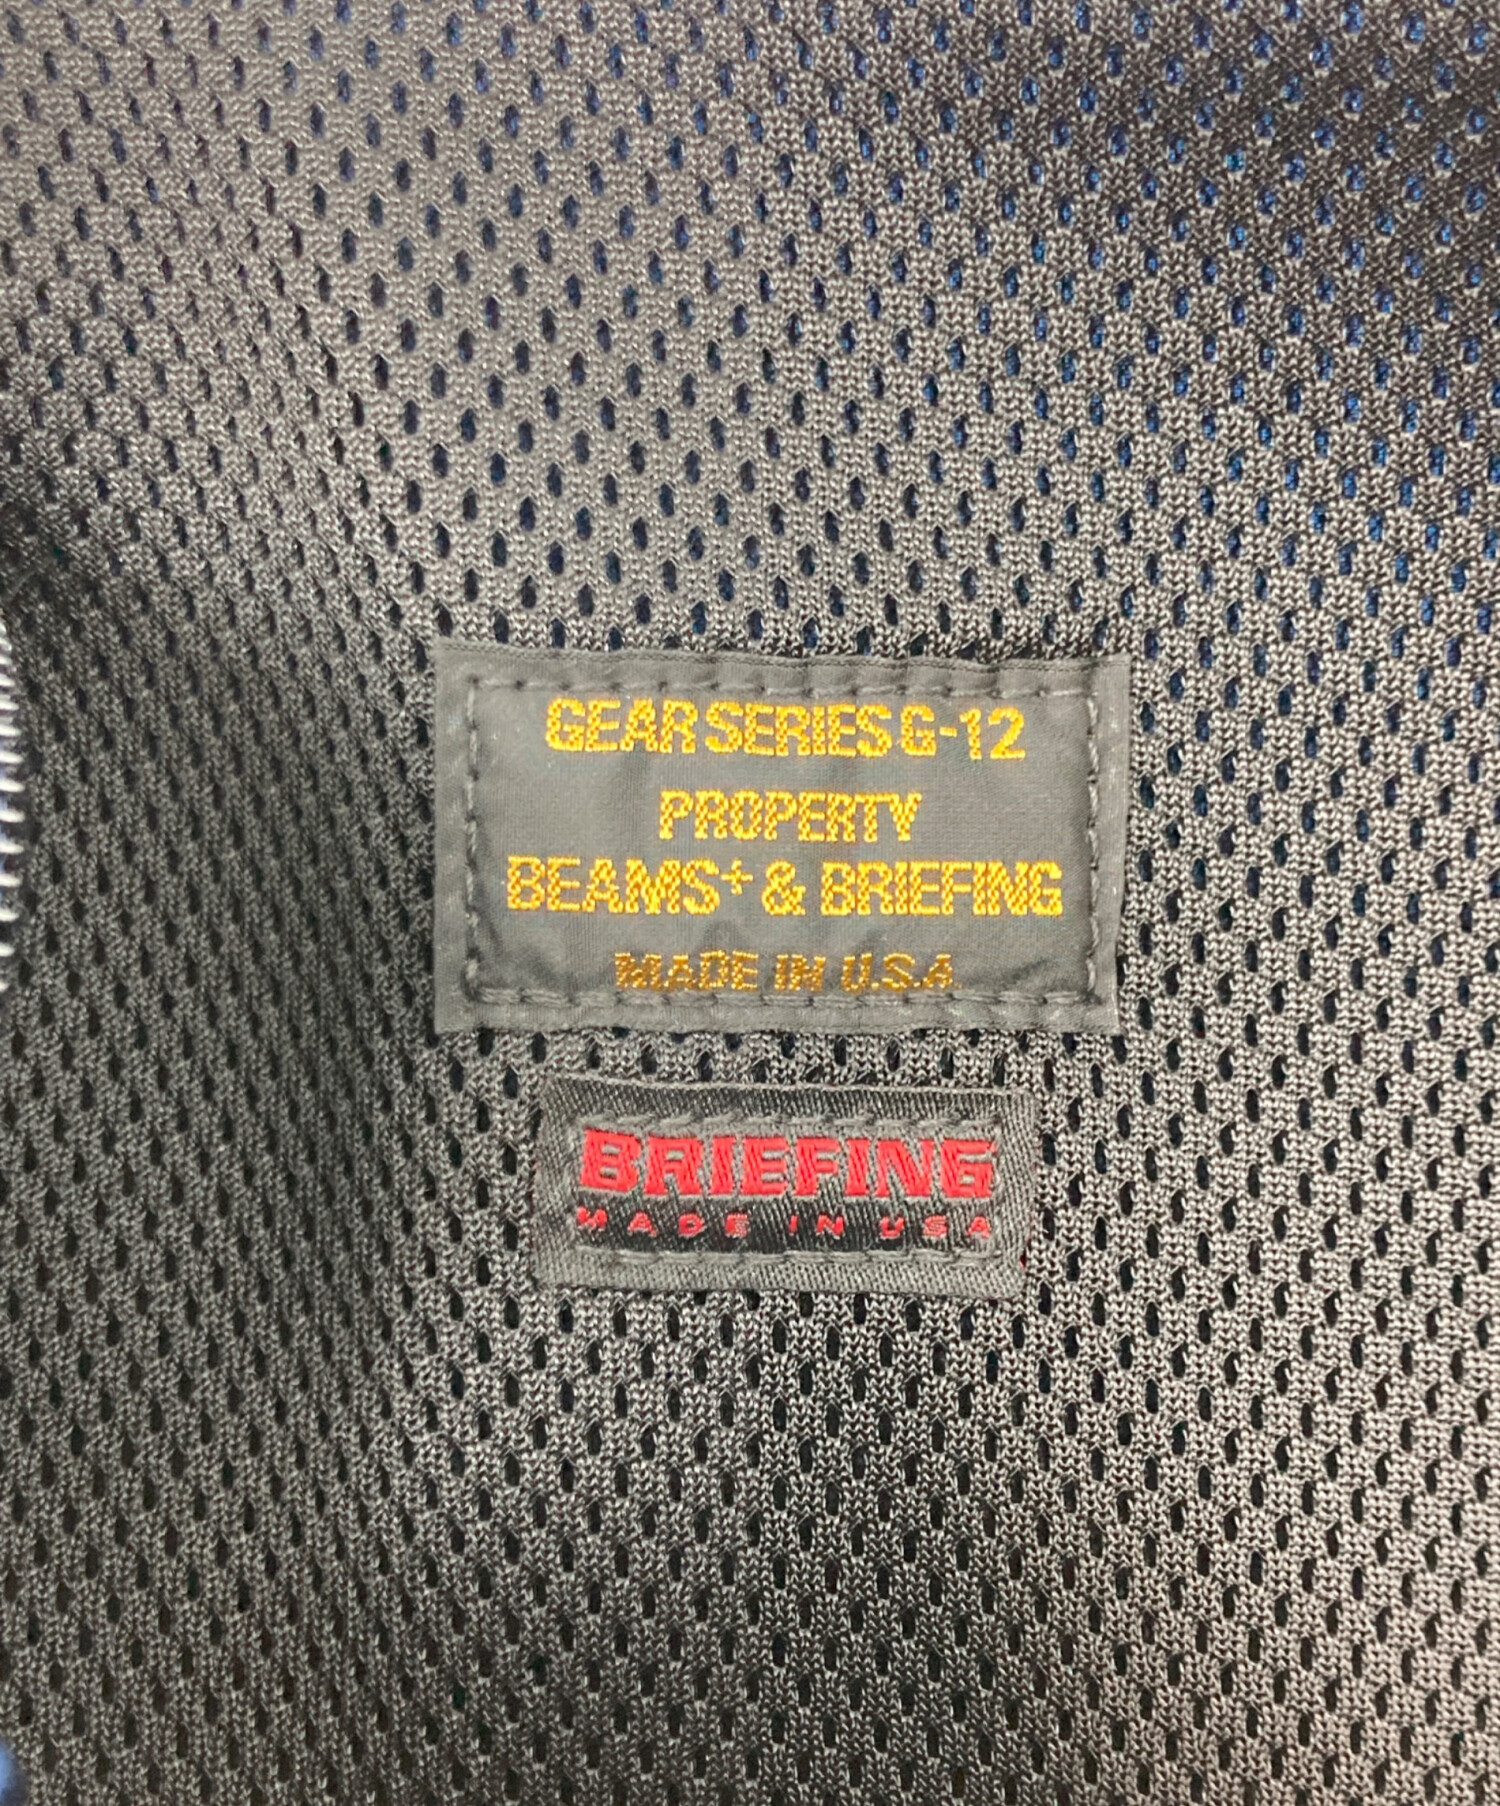 GEAR SERIES G-12
PROPERTY
BEAMS+ & BRIEFING
MADE IN U.S.A
BRIEFING
MADE IN USA